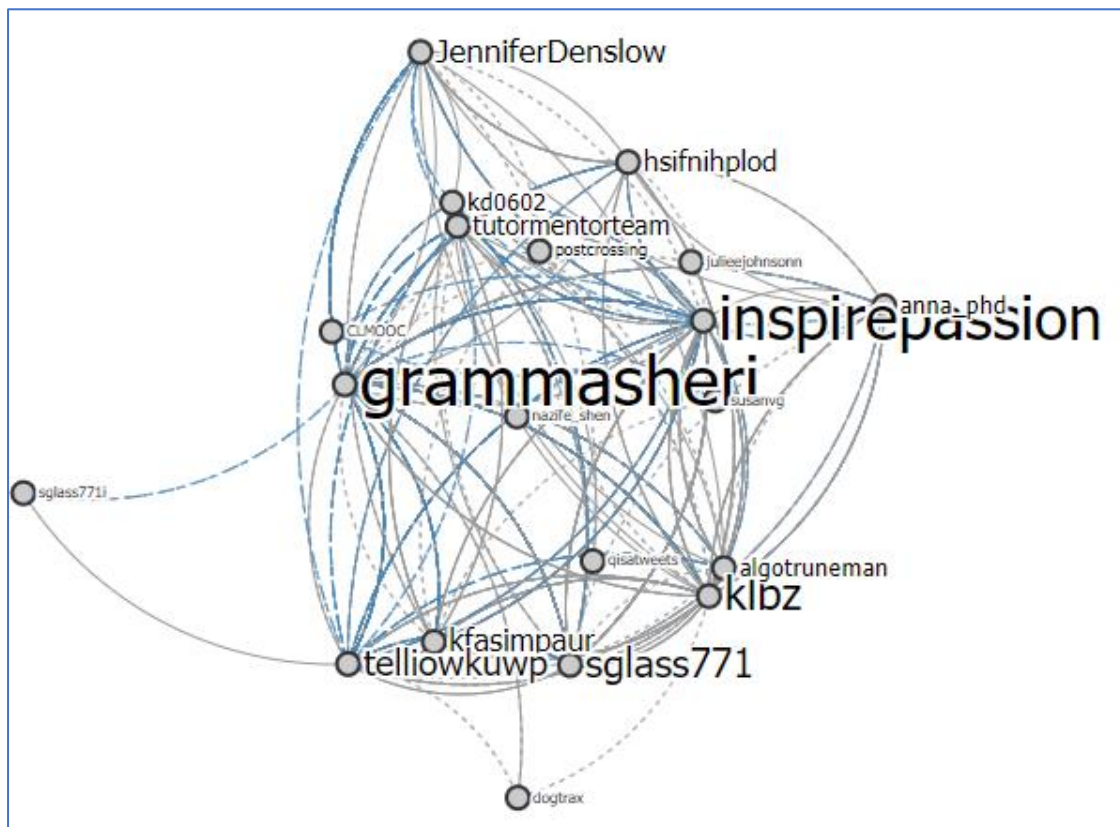 JenniferDenslow
hsifnihplod
kd0602
tutormentorteam
postcrossing
julieejohnsonn
anna_phd
inspirepassion
CLMOOC
grammasheri
susanvg
nazife_shen
sglass771i
qisatweets
algotruneman
klbz
kfasimpaur
telliowkuwp
sglass771
dogtrax